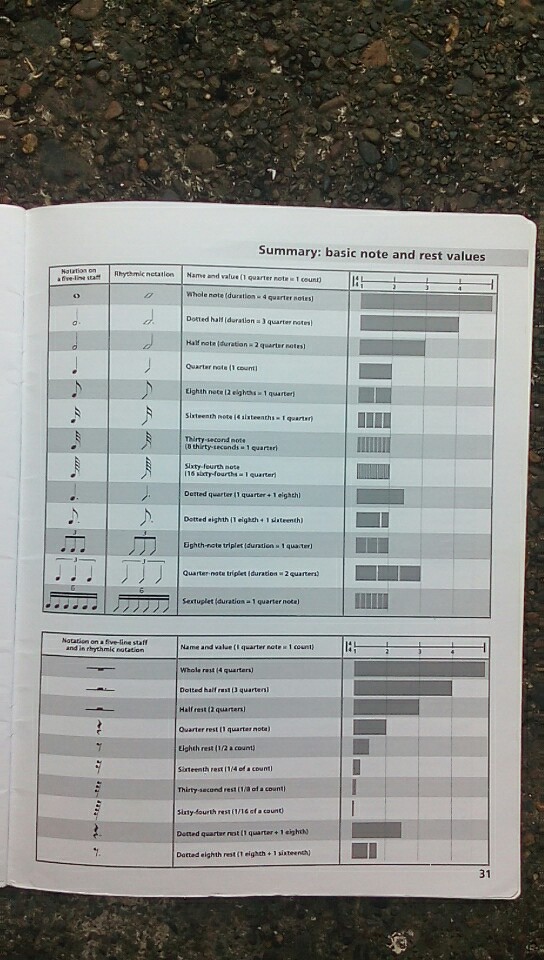 Summary: basic note and rest values
Notation on
a five-line staff
Rhythmic notation
Name and value (1 quarter note = 1 count)
4
4
1 2 3 4
Whole note (duration = 4 quarter notes)
Dotted half (duration = 3 quarter notes)
Half note (duration = 2 quarter notes)
Quarter note (1 count)
Eighth note (2 eighths = 1 quarter)
Sixteenth note (4 sixteenths = 1 quarter)
Thirty-second note
(8 thirty-seconds = 1 quarter)
Sixty-fourth note
(16 sixty-fourths = 1 quarter)
Dotted quarter (1 quarter + 1 eighth)
Dotted eighth (1 eighth + 1 sixteenth)
3 3
Eighth-note triplet (duration = 1 quarter)
3 3
Quarter-note triplet (duration = 2 quarters)
6 6
Sextuplet (duration = 1 quarter note)
Notation on a five-line staff
and in rhythmic notation
Name and value (1 quarter note = 1 count)
4
4
1 2 3 4
Whole rest (4 quarters)
Dotted half rest (3 quarters)
Half rest (2 quarters)
Quarter rest (1 quarter note)
Eighth rest (1/2 a count)
Sixteenth rest (1/4 of a count)
Thirty-second rest (1/8 of a count)
Sixty-fourth rest (1/16 of a count)
Dotted quarter rest (1 quarter + 1 eighth)
Dotted eighth rest (1 eighth + 1 sixteenth)
31